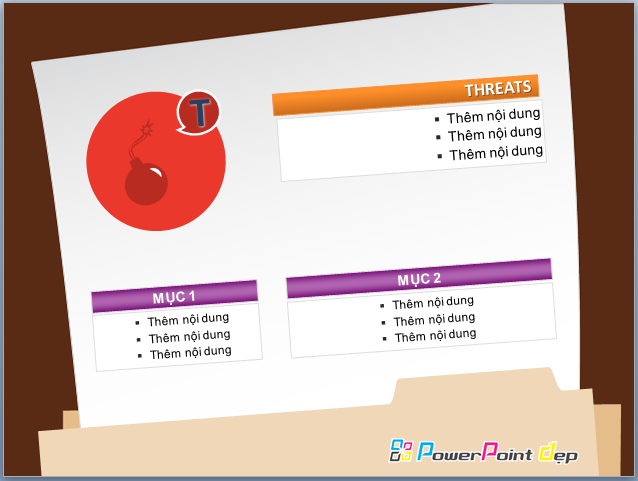 T
THREATS
Thêm nội dung
Thêm nội dung
Thêm nội dung
MỤC 1
Thêm nội dung
Thêm nội dung
Thêm nội dung
MỤC 2
Thêm nội dung
Thêm nội dung
Thêm nội dung
PowerPoint đẹp